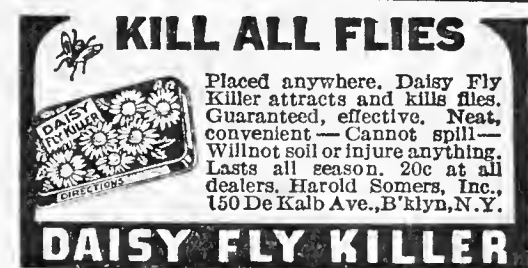 KILL ALL FLIES
Placed anywhere. Daisy Fly
Killer attracts and kills flies.
Guaranteed, effective. Neat,
convenient — Cannot spill —
Willnot soil or injure anything.
Lasts all season. 20c at all
dealers. Harold Somers, Inc.,
150 De Kalb Ave., B'klyn, N.Y.
DAISY
FLY KILLER
DIRECTIONS
DAISY FLY KILLER